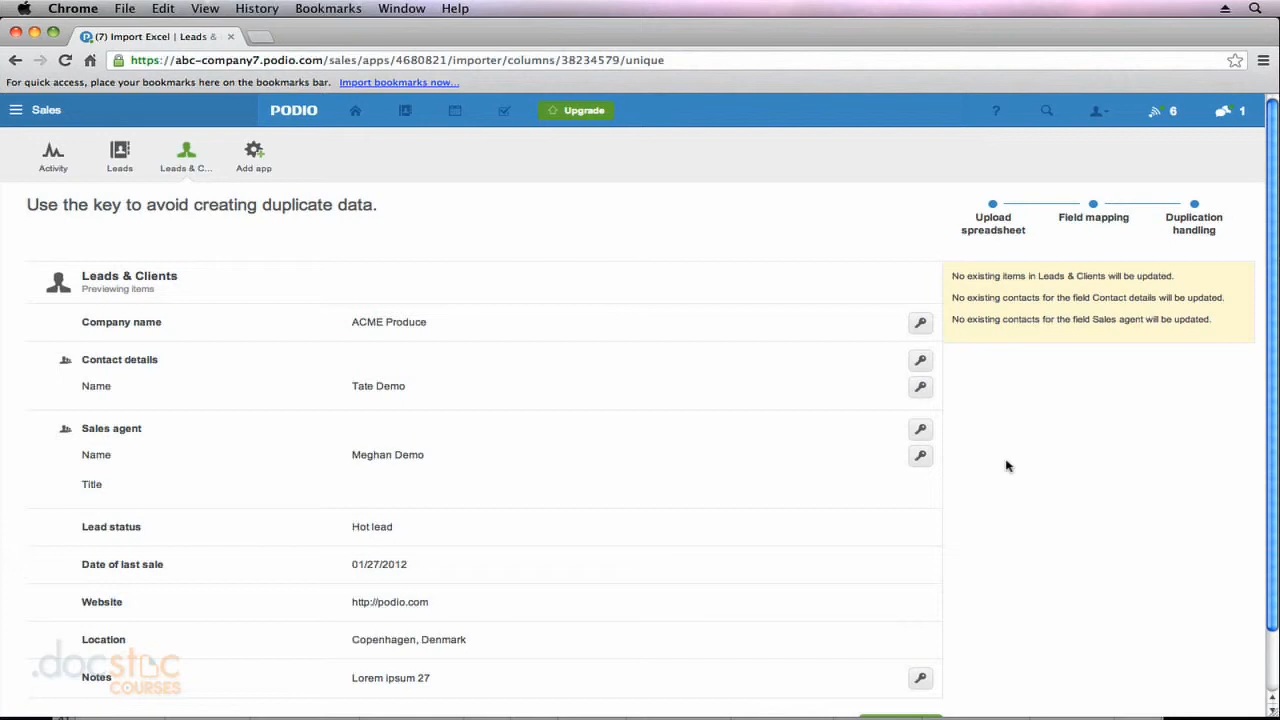 Chrome File Edit View History Bookmarks Window Help
(7) Import Excel | Leads &
https://abc-company7.podio.com/sales/apps/4680821/importer/columns/38234579/unique
For quick access, place your bookmarks here on the bookmarks bar. Import bookmarks now...
Sales PODIO Upgrade ? 6 1
Activity Leads Leads & C... Add app
Use the key to avoid creating duplicate data.
Upload spreadsheet
Field mapping
Duplication handling
Leads & Clients
Previewing items
No existing items in Leads & Clients will be updated.
No existing contacts for the field Contact details will be updated.
No existing contacts for the field Sales agent will be updated.
Company name ACME Produce
Contact details
Name Tate Demo
Sales agent
Name Meghan Demo
Title
Lead status Hot lead
Date of last sale 01/27/2012
Website http://podio.com
Location Copenhagen, Denmark
Notes Lorem ipsum 27
.docstoc
COURSES